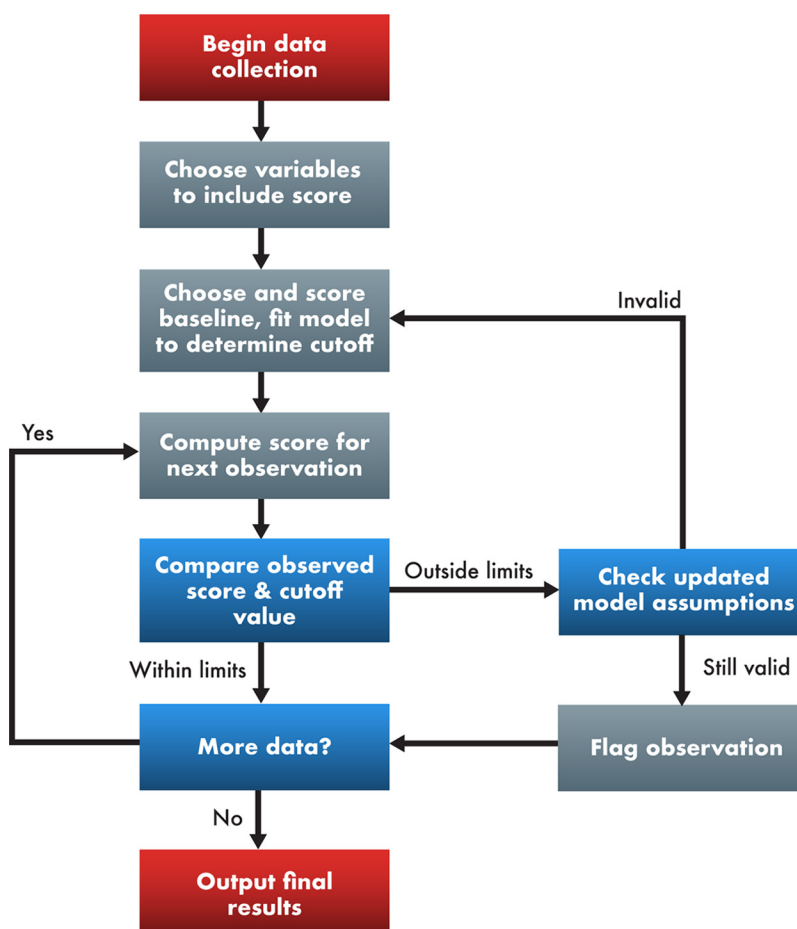 Begin data
collection
Choose variables
to include score
Choose and score
baseline, fit model
to determine cutoff
Invalid
Yes
Compute score for
next observation
Compare observed
score & cutoff
value
Outside limits
Check updated
model assumptions
Within limits
Still valid
More data?
Flag observation
No
Output final
results